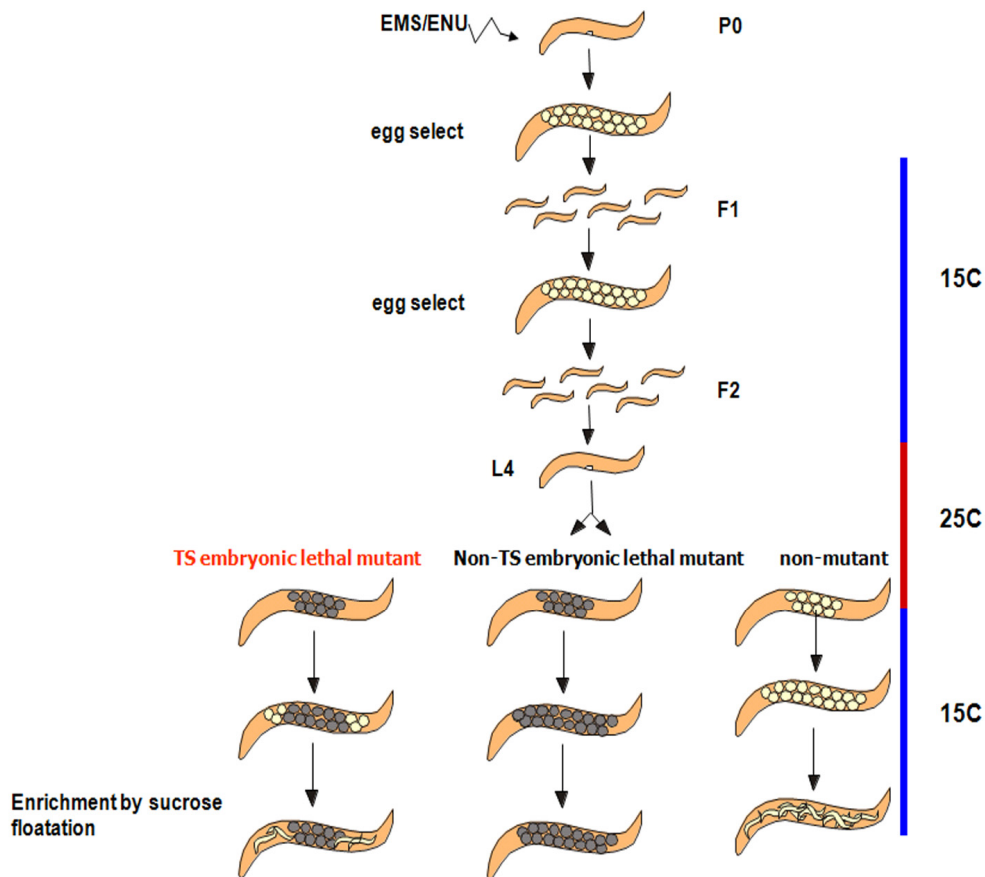 EMS/ENU
P0
egg select
F1
15C
egg select
F2
L4
25C
TS embryonic lethal mutant
Non-TS embryonic lethal mutant
non-mutant
15C
Enrichment by sucrose
floatation